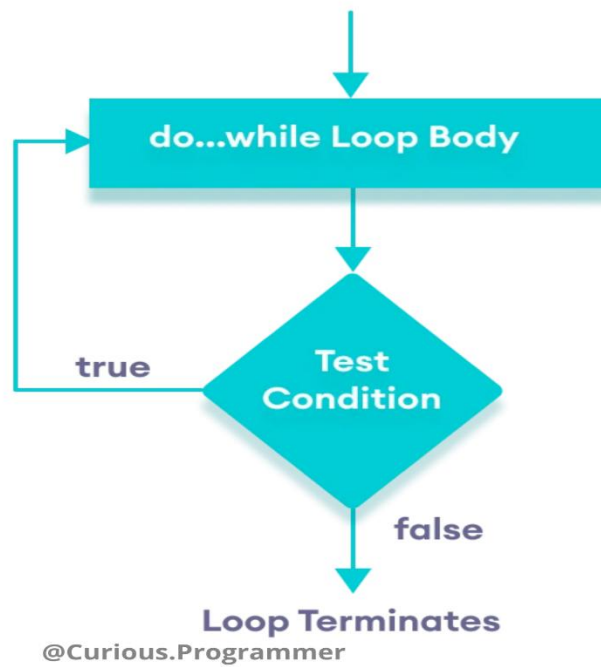 do...while Loop Body
Test
Condition
true
false
Loop Terminates
@Curious.Programmer